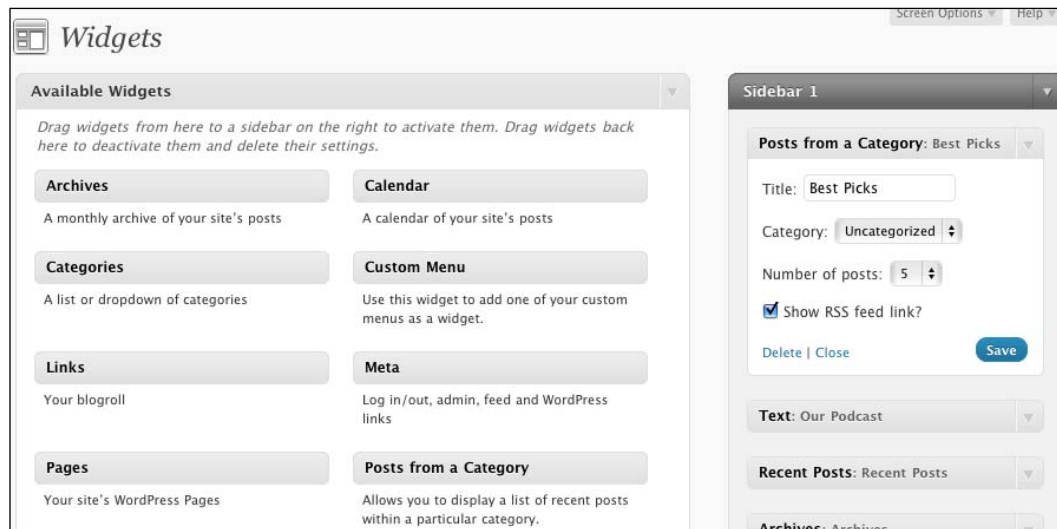 Screen Options
Help
Widgets
Available Widgets
Drag widgets from here to a sidebar on the right to activate them. Drag widgets back
here to deactivate them and delete their settings.
Archives
A monthly archive of your site's posts
Calendar
A calendar of your site's posts
Categories
A list or dropdown of categories
Custom Menu
Use this widget to add one of your custom
menus as a widget.
Links
Your blogroll
Meta
Log in/out, admin, feed and WordPress
links
Pages
Your site's WordPress Pages
Posts from a Category
Allows you to display a list of recent posts
within a particular category.
Sidebar 1
Posts from a Category: Best Picks
Title: Best Picks
Category: Uncategorized
Number of posts: 5
Show RSS feed link?
Delete | Close
Save
Text: Our Podcast
Recent Posts: Recent Posts
Archives: Archives